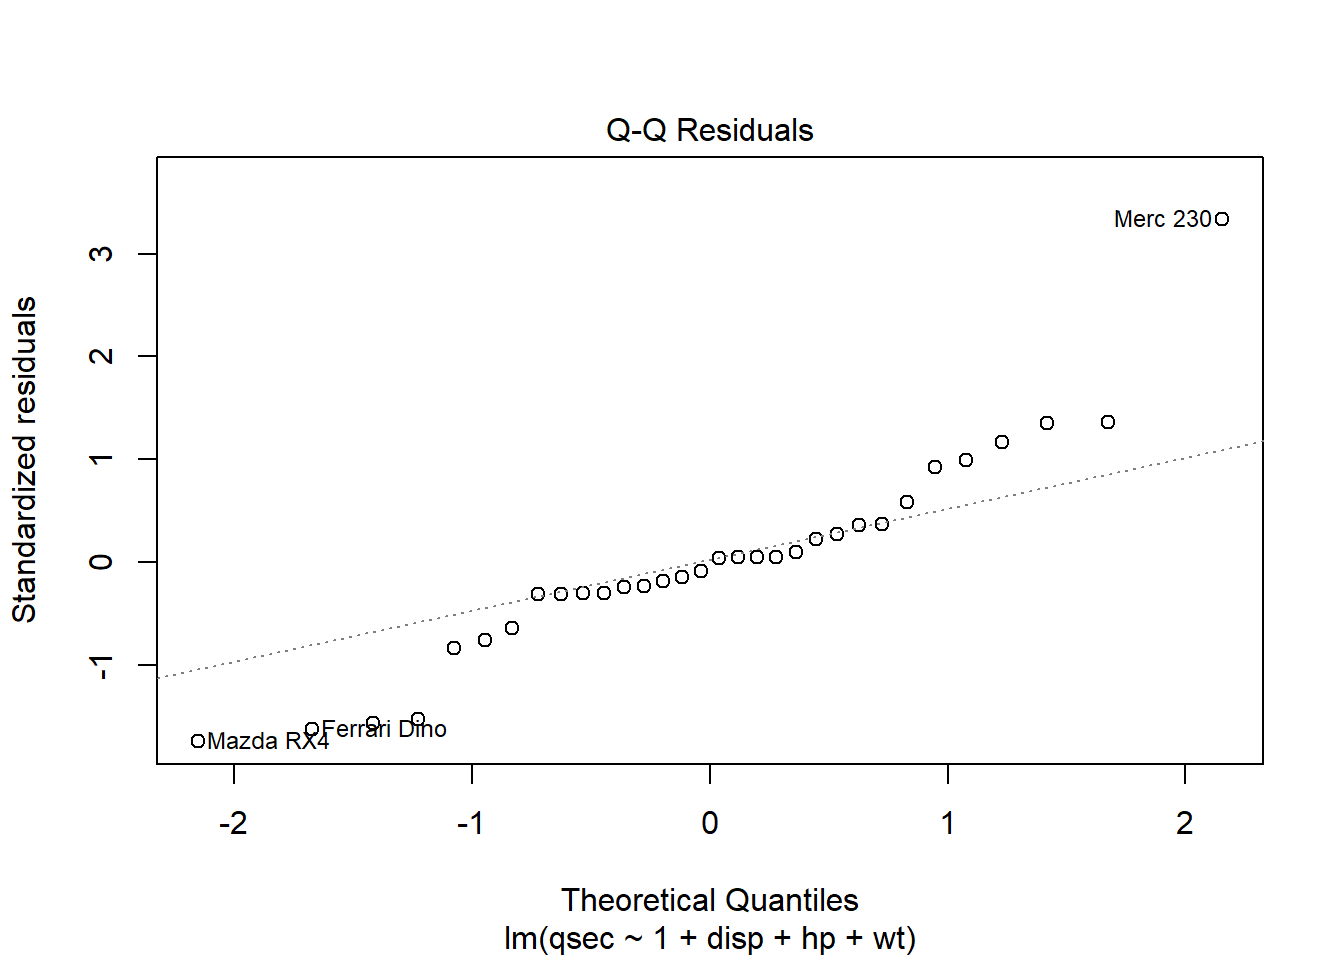 Q-Q Residuals
Merc 230
3
2
1
0
-1
Standardized residuals
Ferrari Dino
Mazda RX4
-2 -1 0 1 2
Theoretical Quantiles
lm(qsec ~ 1 + disp + hp + wt)